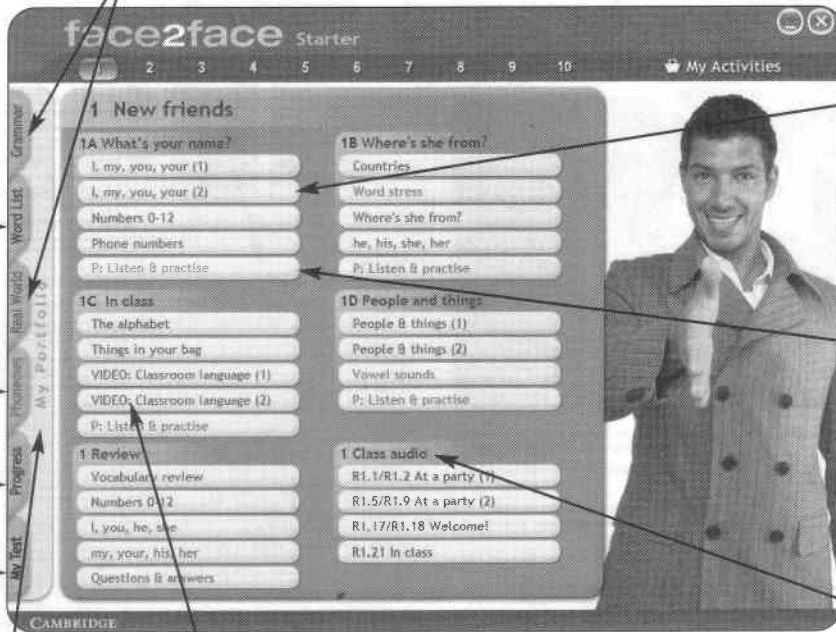 face2face Starter
1 2 3 4 5 6 7 8 9 10
My Activities
Grammar
Word List
Real World
Phonemes
Progress
My Test
My Portfolio
1 New friends
1A What's your name?
I, my, you, your (1)
I, my, you, your (2)
Numbers 0-12
Phone numbers
P: Listen & practise
1B Where's she from?
Countries
Word stress
Where's she from?
he, his, she, her
P: Listen & practise
1C In class
The alphabet
Things in your bag
VIDEO: Classroom language (1)
VIDEO: Classroom language (2)
P: Listen & practise
1D People and things
People & things (1)
People & things (2)
Vowel sounds
P: Listen & practise
1 Review
Vocabulary review
Numbers 0-12
I, you, he, she
my, your, his, her
Questions & answers
1 Class audio
R1.1/R1.2 At a party (1)
R1.5/R1.9 At a party (2)
R1.17/R1.18 Welcome!
R1.21 In class
CAMBRIDGE